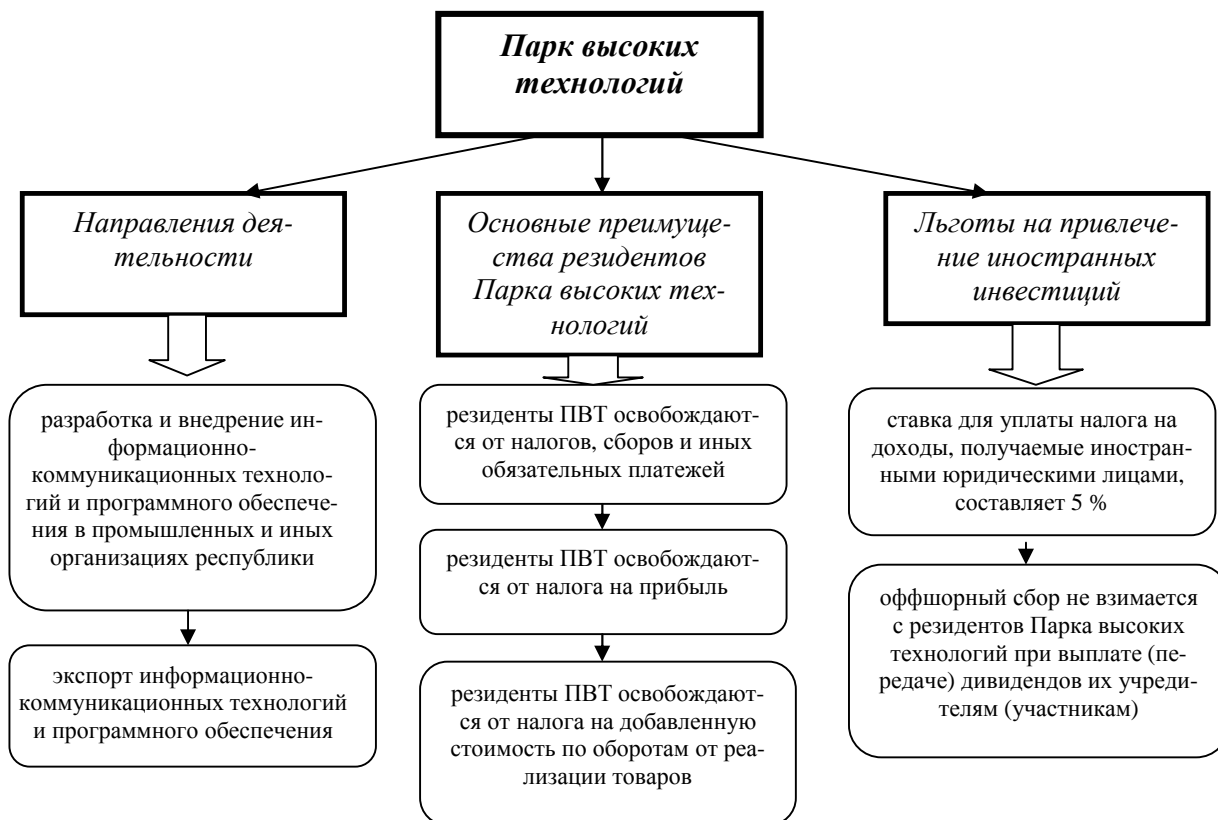 Парк высоких
технологий
Направления дея-
тельности
разработка и внедрение ин-
формационно-
коммуникационных техноло-
гий и программного обеспече-
ния в промышленных и иных
организациях республики
экспорт информационно-
коммуникационных технологий
и программного обеспечения
Основные преимуще-
ства резидентов
Парка высоких тех-
нологий
резиденты ПВТ освобождают-
ся от налогов, сборов и иных
обязательных платежей
резиденты ПВТ освобождают-
ся от налога на прибыль
резиденты ПВТ освобождают-
ся от налога на добавленную
стоимость по оборотам от реа-
лизации товаров
Льготы на привлече-
ние иностранных
инвестиций
ставка для уплаты налога на
доходы, получаемые иностран-
ными юридическими лицами,
составляет 5 %
оффшорный сбор не взимается
с резидентов Парка высоких
технологий при выплате (пе-
редаче) дивидендов их учреди-
телям (участникам)